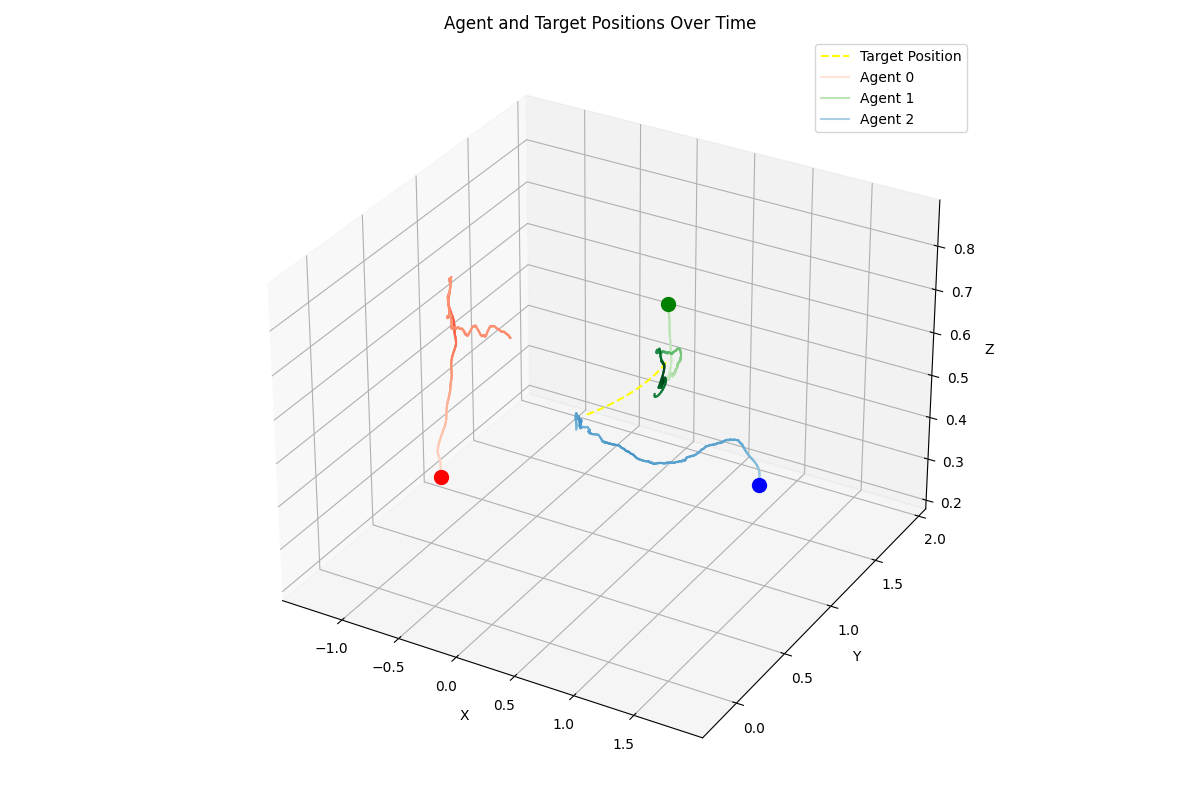 Agent and Target Positions Over Time
Target Position
Agent 0
Agent 1
Agent 2
0.8
0.7
0.6
Z
0.5
0.4
0.3
0.2
2.0
1.5
1.0
Y
0.5
0.0
−1.0
−0.5
0.0
0.5
X
1.0
1.5